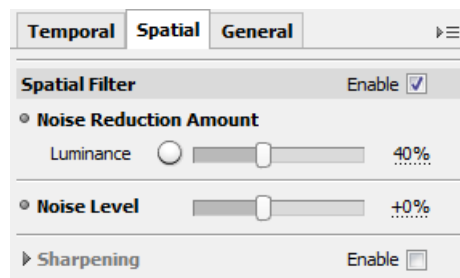 Temporal Spatial General
Spatial Filter Enable
Noise Reduction Amount
Luminance 40%
Noise Level +0%
Sharpening Enable